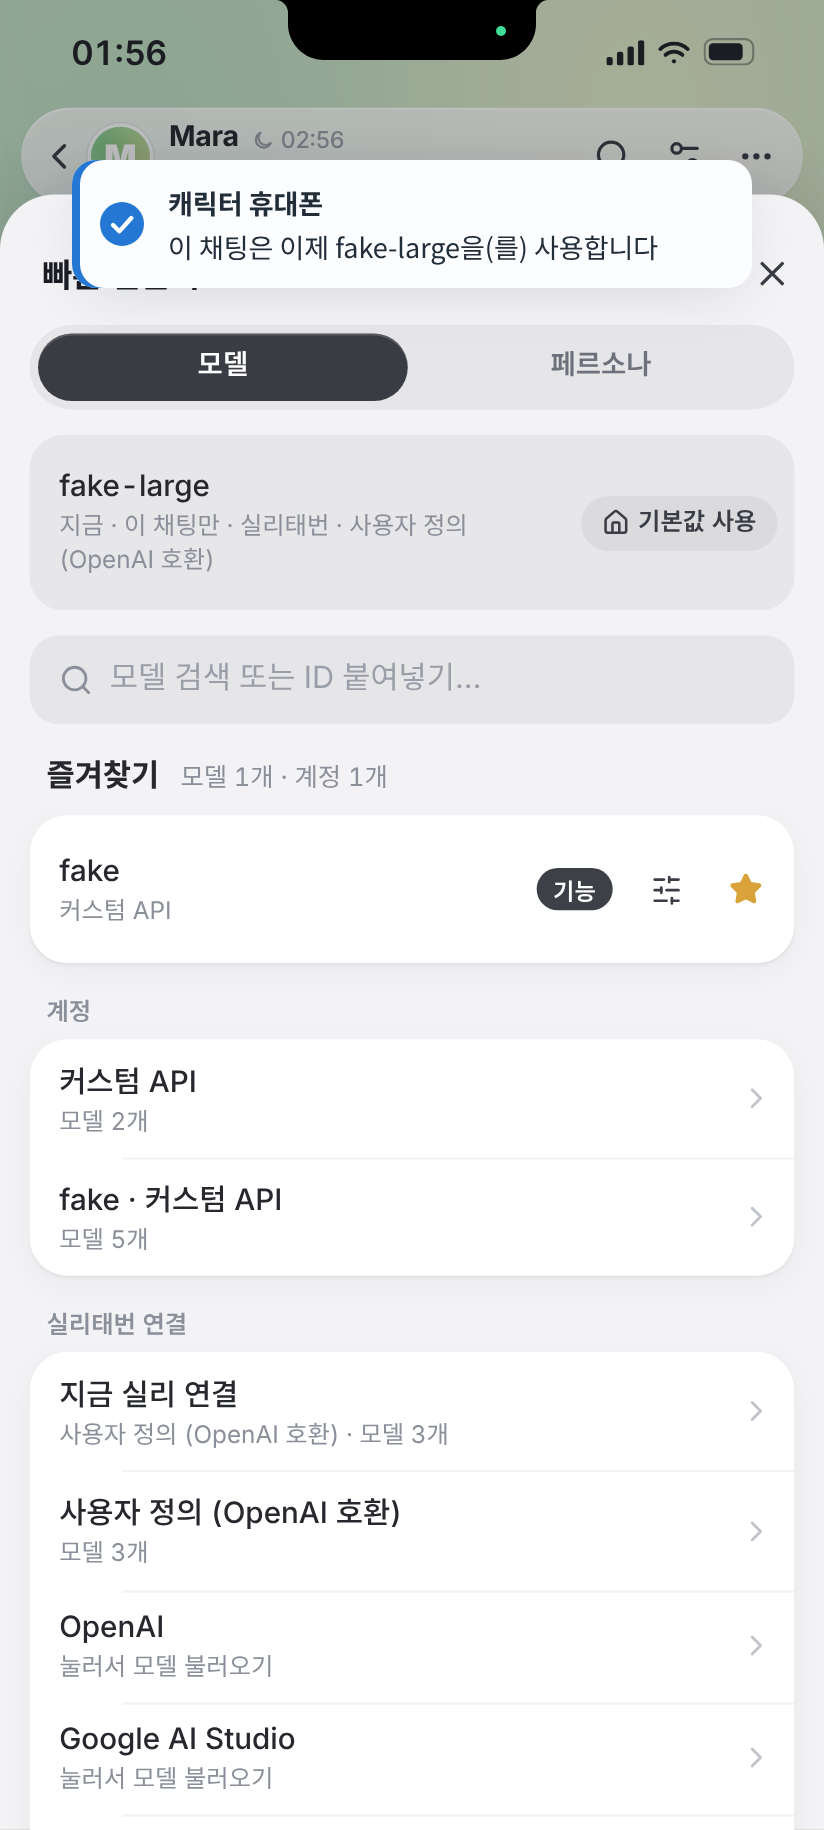 01:56
Mara 02:56
캐릭터 휴대폰
이 채팅은 이제 fake-large을(를) 사용합니다
모델
페르소나
fake-large
지금 · 이 채팅만 · 실리태번 · 사용자 정의
(OpenAI 호환)
기본값 사용
모델 검색 또는 ID 붙여넣기...
즐겨찾기 모델 1개 · 계정 1개
fake
커스텀 API
기능
계정
커스텀 API
모델 2개
fake · 커스텀 API
모델 5개
실리태번 연결
지금 실리 연결
사용자 정의 (OpenAI 호환) · 모델 3개
사용자 정의 (OpenAI 호환)
모델 3개
OpenAI
눌러서 모델 불러오기
Google AI Studio
눌러서 모델 불러오기